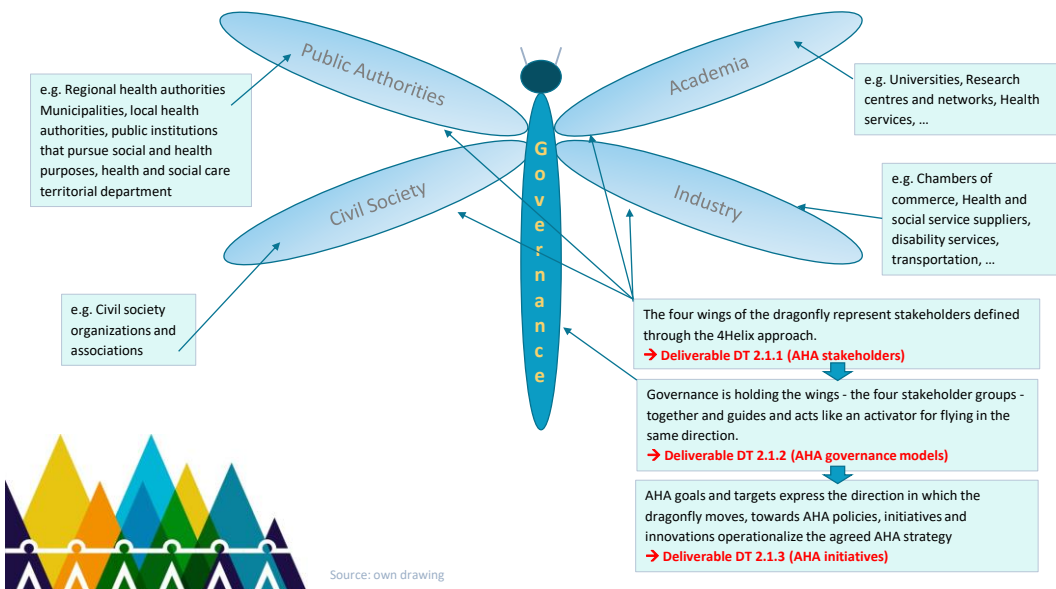 Public Authorities
Academia
e.g. Regional health authorities
Municipalities, local health
authorities, public institutions
that pursue social and health
purposes, health and social care
territorial department
e.g. Universities, Research
centres and networks, Health
services, …
Governance
Civil Society
Industry
e.g. Chambers of
commerce, Health and
social service suppliers,
disability services,
transportation, …
e.g. Civil society
organizations and
associations
The four wings of the dragonfly represent stakeholders defined
through the 4Helix approach.
→ Deliverable DT 2.1.1 (AHA stakeholders)
Governance is holding the wings - the four stakeholder groups -
together and guides and acts like an activator for flying in the
same direction.
→ Deliverable DT 2.1.2 (AHA governance models)
AHA goals and targets express the direction in which the
dragonfly moves, towards AHA policies, initiatives and
innovations operationalize the agreed AHA strategy
→ Deliverable DT 2.1.3 (AHA initiatives)
Source: own drawing